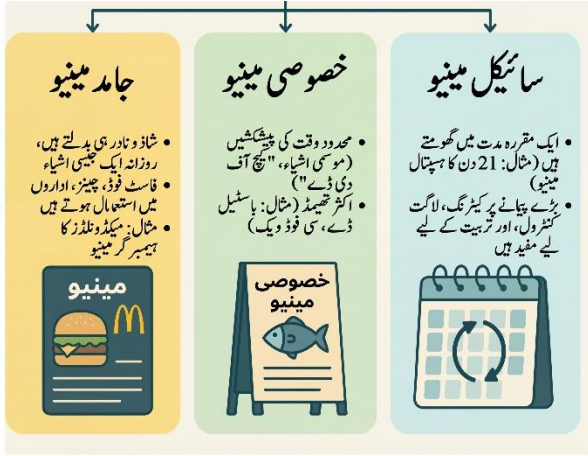 سائیکل مینیو
• ایک مقررہ مدت میں گھومتے
ہیں (مثال: 21 دن کا ہسپتال
مینیو)
• بڑے پیمانے پر کیٹرنگ، لاگت
کنٹرول، اور تربیت کے لیے
لیے مفید ہیں
خصوصی مینیو
• محدود وقت کی پیشکشیں
(موسمی اشیاء، "کیچ آف
دی ڈے")
• اکثر تھیمڈ (مثال: باسٹیل
ڈے، سی فوڈ ویک)
خصوصی
مینیو
جامد مینیو
• شاذ و نادر ہی بدلتے ہیں،
روزانہ ایک جیسی اشیاء
• فاسٹ فوڈ، چینز، اداروں
میں استعمال ہوتے ہیں
• مثال: میکڈونلڈز کا
ہیمبرگر مینیو
مینیو